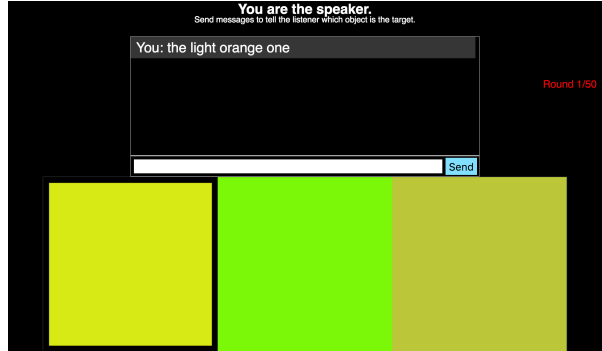 You are the speaker.
Send messages to tell the listener which object is the target.
You: the light orange one
Round 1/50
Send